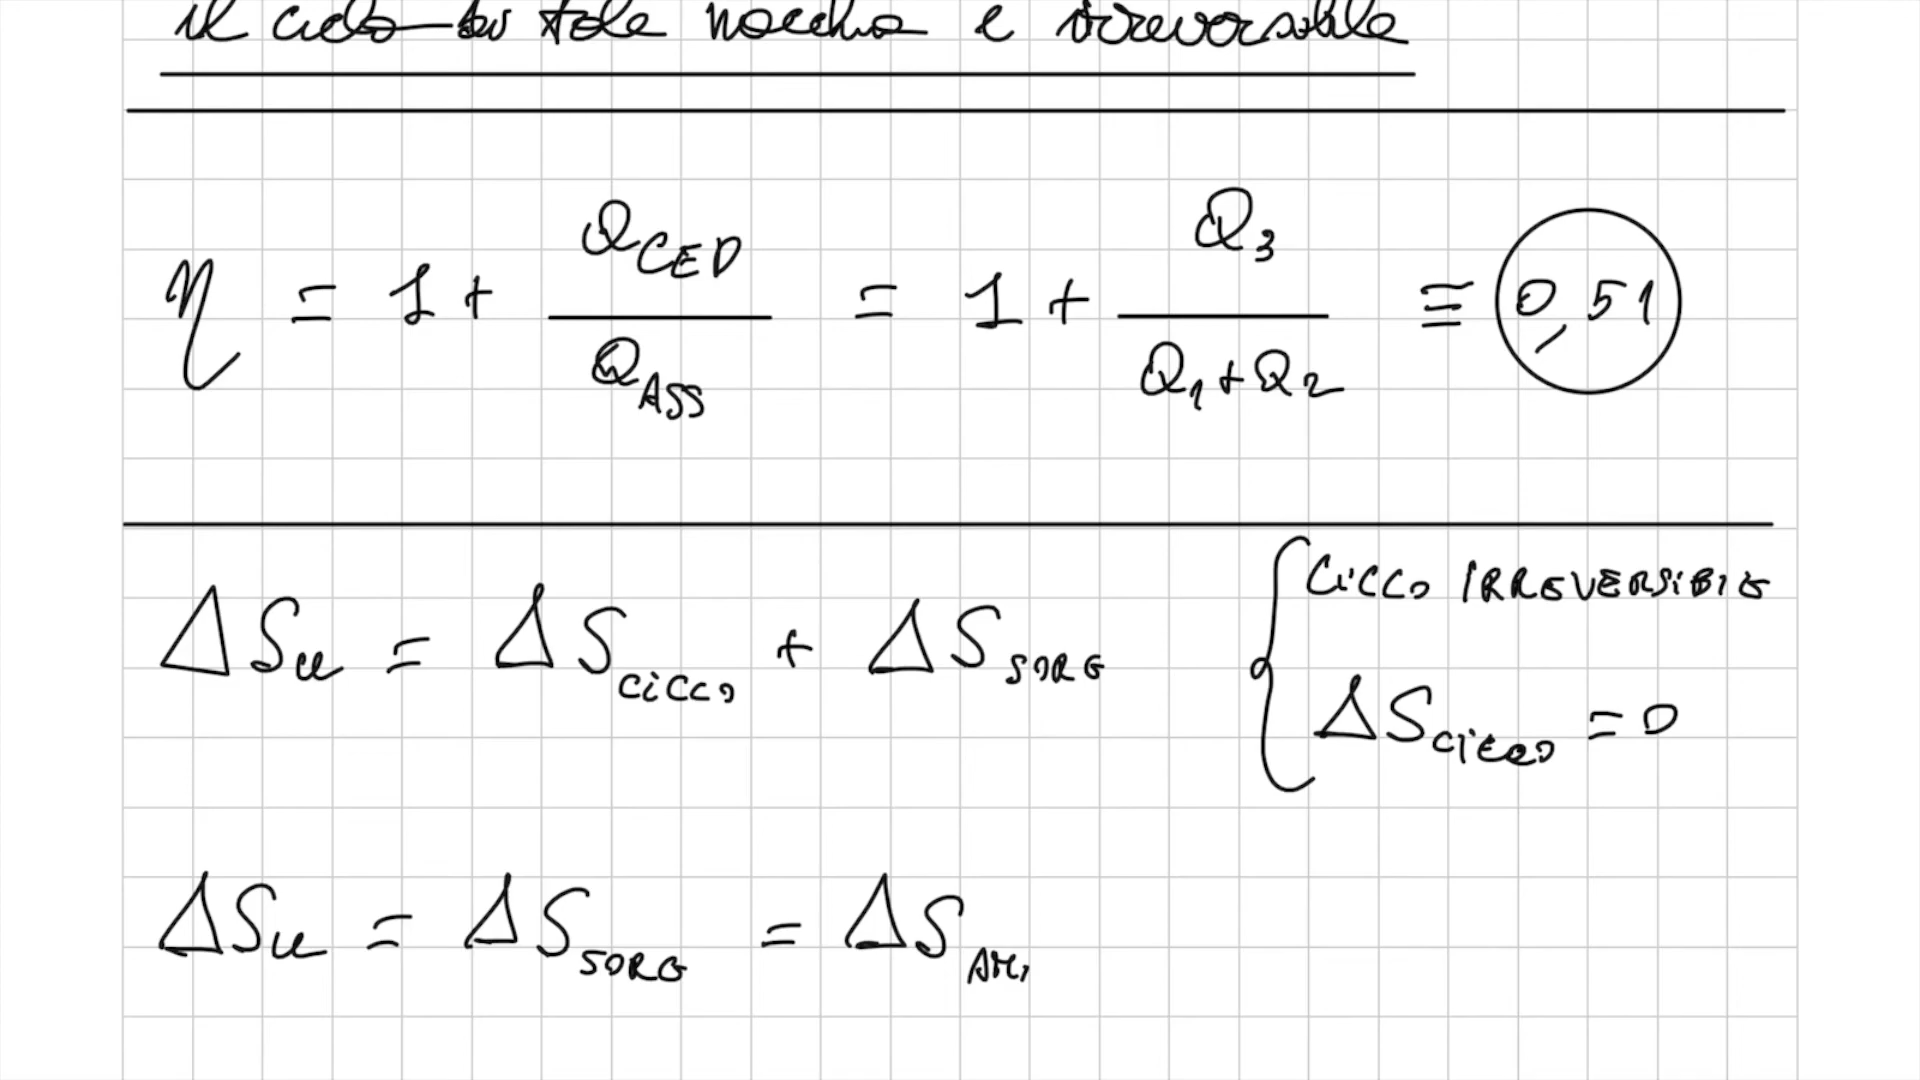 il ciclo di tale macchina è irreversibile
η = 1 + Q_CED / Q_ASS = 1 + Q_3 / (Q_1 + Q_2) ≡ 0,51
ΔS_u = ΔS_CICLO + ΔS_SORG { CICLO IRREVERSIBILE
ΔS_CICLO = 0
ΔS_u = ΔS_SORG = ΔS_AM,